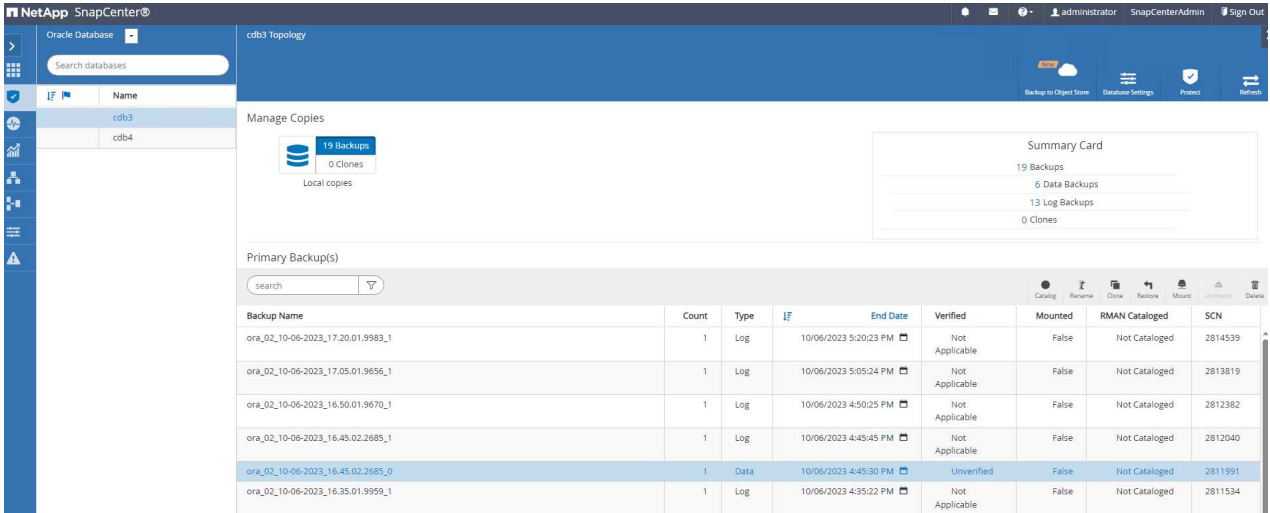 NetApp SnapCenter®
administrator SnapCenterAdmin Sign Out
Oracle Database
cdb3 Topology
Search databases
New
Backup to Object Store Database Settings Protect Refresh
Name
cdb3
cdb4
Manage Copies
19 Backups
0 Clones
Local copies
Summary Card
19 Backups
6 Data Backups
13 Log Backups
0 Clones
Primary Backup(s)
search
Catalog Rename Clone Restore Mount Unmount Delete
Backup Name Count Type End Date Verified Mounted RMAN Cataloged SCN
ora_02_10-06-2023_17.20.01.9983_1 1 Log 10/06/2023 5:20:23 PM Not Applicable False Not Cataloged 2814539
ora_02_10-06-2023_17.05.01.9656_1 1 Log 10/06/2023 5:05:24 PM Not Applicable False Not Cataloged 2813819
ora_02_10-06-2023_16.50.01.9670_1 1 Log 10/06/2023 4:50:25 PM Not Applicable False Not Cataloged 2812382
ora_02_10-06-2023_16.45.02.2685_1 1 Log 10/06/2023 4:45:45 PM Not Applicable False Not Cataloged 2812040
ora_02_10-06-2023_16.45.02.2685_0 1 Data 10/06/2023 4:45:30 PM Unverified False Not Cataloged 2811991
ora_02_10-06-2023_16.35.01.9959_1 1 Log 10/06/2023 4:35:22 PM Not Applicable False Not Cataloged 2811534